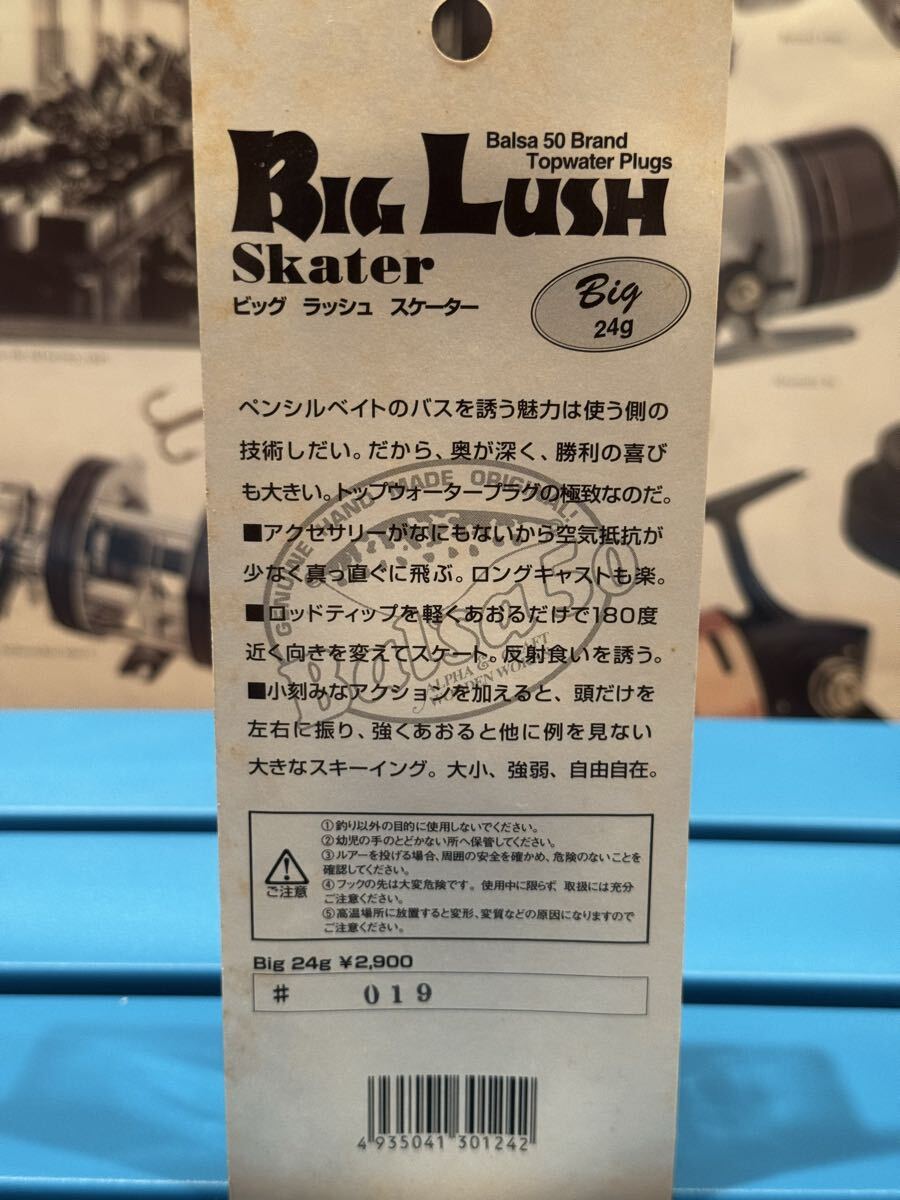 Balsa 50 Brand
Topwater Plugs
BIG LUSH
Skater
ビッグ ラッシュ スケーター
Big
24g
ペンシルベイトのバスを誘う魅力は使う側の
技術しだい。だから、奥が深く、勝利の喜び
も大きい。トップウォータープラグの極致なのだ。
■アクセサリーがなにもないから空気抵抗が
少なく真っ直ぐに飛ぶ。ロングキャストも楽。
■ロッドティップを軽くあおるだけで180度
近く向きを変えてスケート。反射食いを誘う。
■小刻みなアクションを加えると、頭だけを
左右に振り、強くあおると他に例を見ない
大きなスキーイング。大小、強弱、自由自在。
GENUINE HAND MADE ORIGINAL
Balsa50
ALPHA & CRAFT
WOODEN WORKS
ご注意
①釣り以外の目的に使用しないでください。
②幼児の手のとどかない所へ保管してください。
③ルアーを投げる場合、周囲の安全を確かめ、危険のないことを
確認してください。
④フックの先は大変危険です。使用中に限らず、取扱には充分
ご注意ください。
⑤高温場所に放置すると変形、変質などの原因になりますので
ご注意ください。
Big 24g ¥2,900
# 019
4 935041 301242